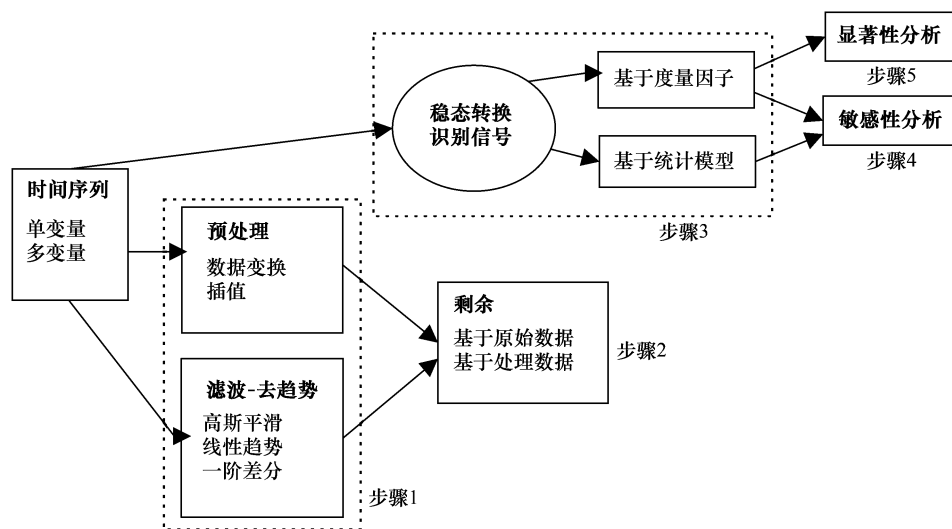 显著性分析
步骤5
稳态转换
识别信号
基于度量因子
敏感性分析
步骤4
基于统计模型
步骤3
时间序列
单变量
多变量
预处理
数据变换
插值
剩余
基于原始数据
基于处理数据
步骤2
滤波-去趋势
高斯平滑
线性趋势
一阶差分
步骤1